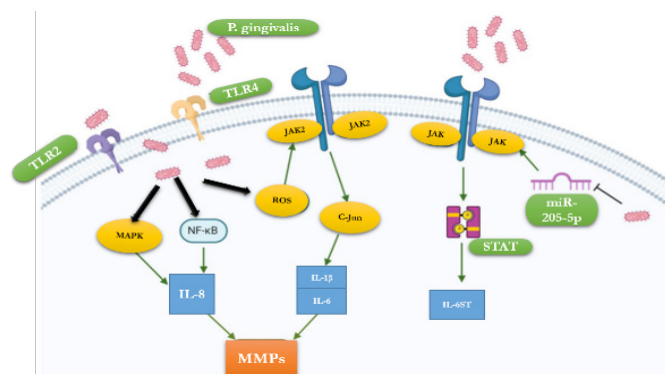 P. gingivalis
TLR4
TLR2
JAK2
JAK2
JAK
JAK
ROS
miR-
205-5p
MAPK
NF-κB
C-Jun
STAT
IL-8
IL-1β
IL-6
IL-6ST
MMPs